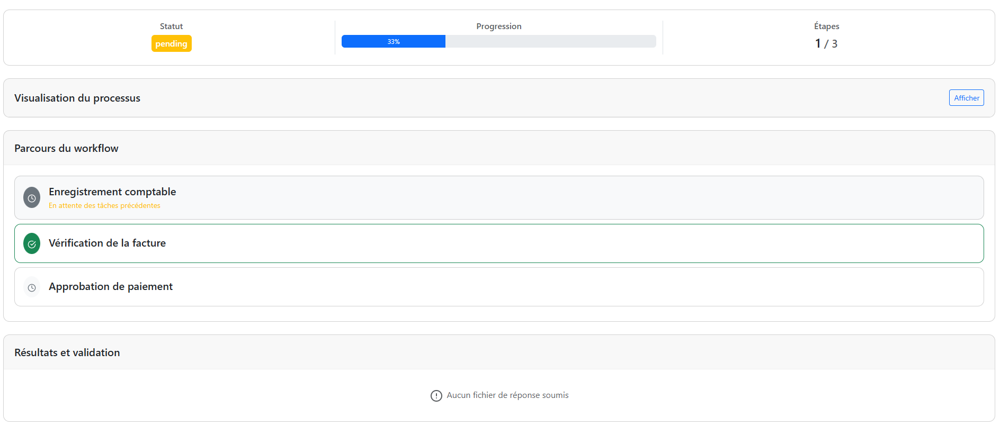 Statut
pending
Progression
33%
Étapes
1 / 3
Visualisation du processus
Afficher
Parcours du workflow
Enregistrement comptable
En attente des tâches précédentes
Vérification de la facture
Approbation de paiement
Résultats et validation
Aucun fichier de réponse soumis